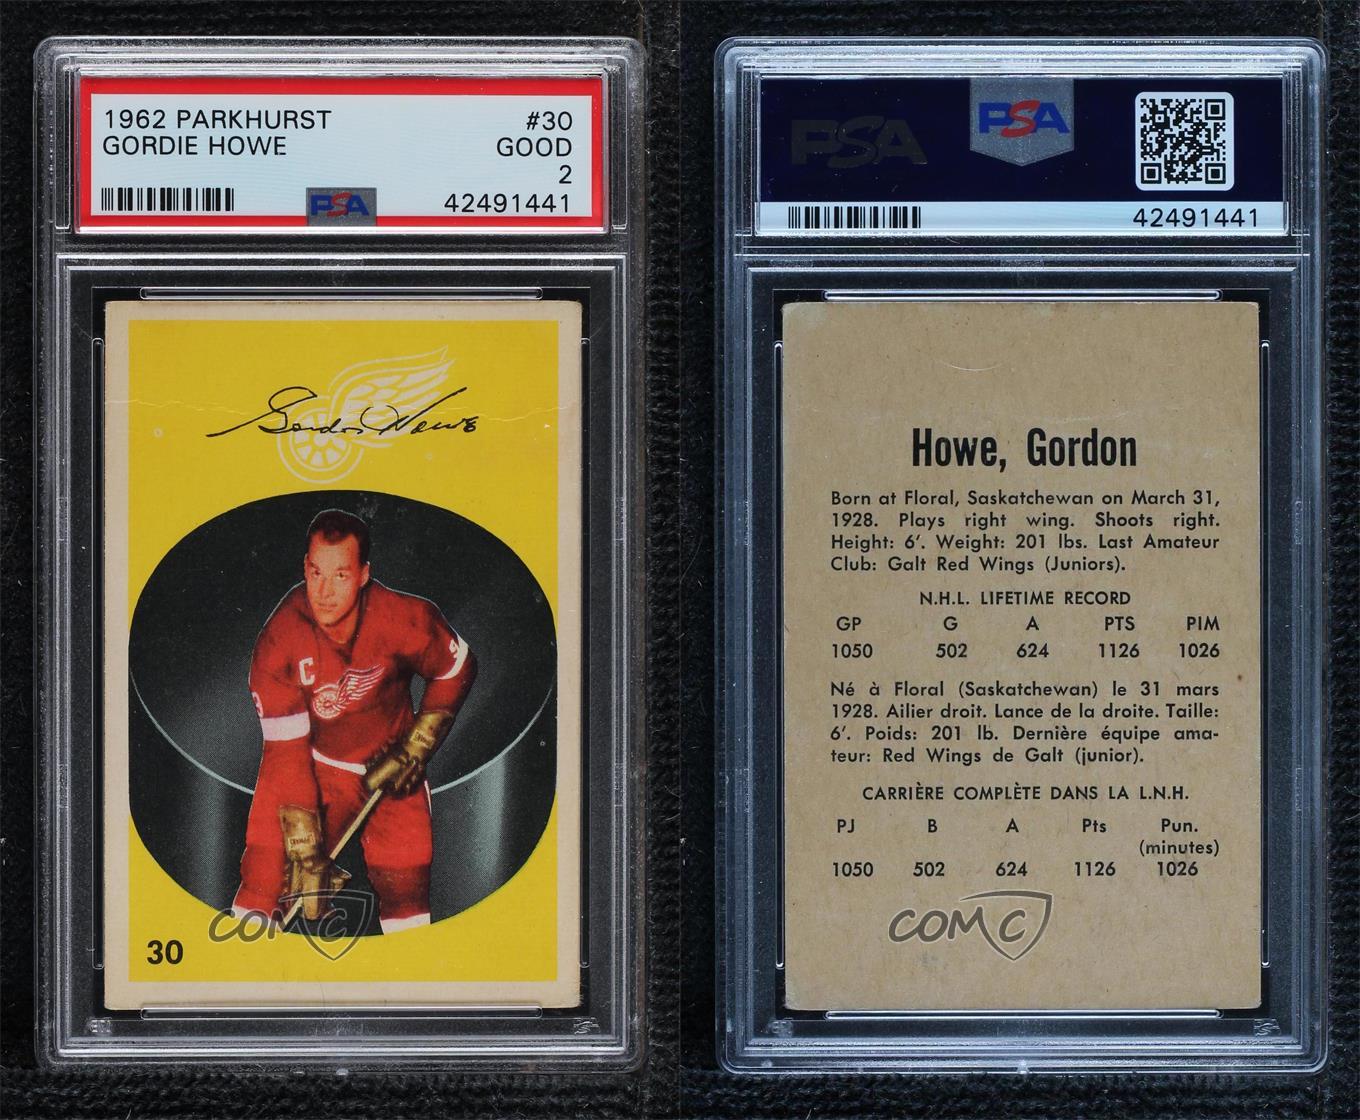 1962 PARKHURST #30
GORDIE HOWE GOOD
2
PSA 42491441
Gordon Howe
C
9
9
30
COMC
PSA PSA
42491441
Howe, Gordon
Born at Floral, Saskatchewan on March 31,
1928. Plays right wing. Shoots right.
Height: 6'. Weight: 201 lbs. Last Amateur
Club: Galt Red Wings (Juniors).
N.H.L. LIFETIME RECORD
GP G A PTS PIM
1050 502 624 1126 1026
Né à Floral (Saskatchewan) le 31 mars
1928. Ailier droit. Lance de la droite. Taille:
6'. Poids: 201 lb. Dernière équipe ama-
teur: Red Wings de Galt (junior).
CARRIÈRE COMPLÈTE DANS LA L.N.H.
PJ B A Pts Pun.
(minutes)
1050 502 624 1126 1026
COMC